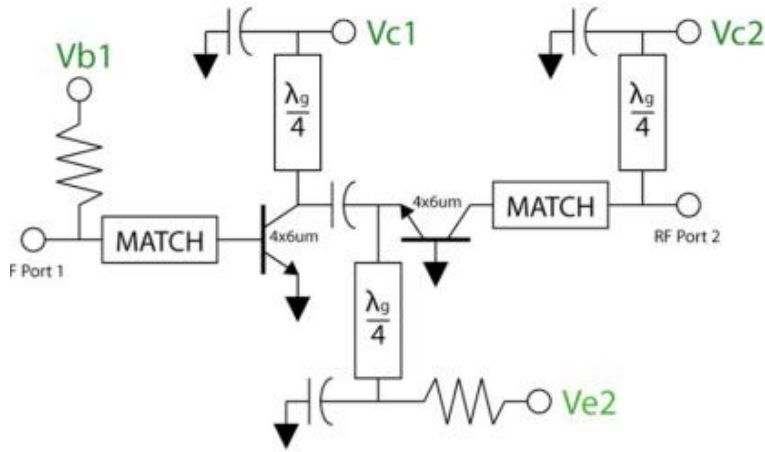 Vb1
Vc1
Vc2
λg
4
λg
4
4x6um
MATCH
4x6um
MATCH
F Port 1
RF Port 2
λg
4
Ve2